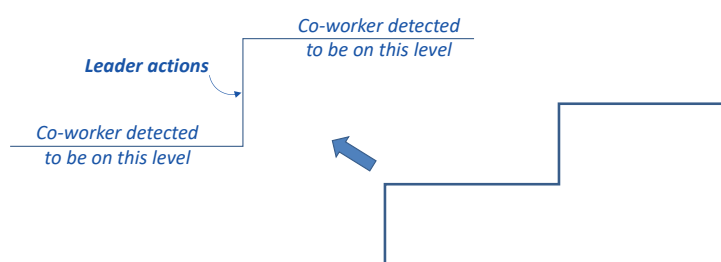 Co-worker detected
to be on this level
Leader actions
Co-worker detected
to be on this level